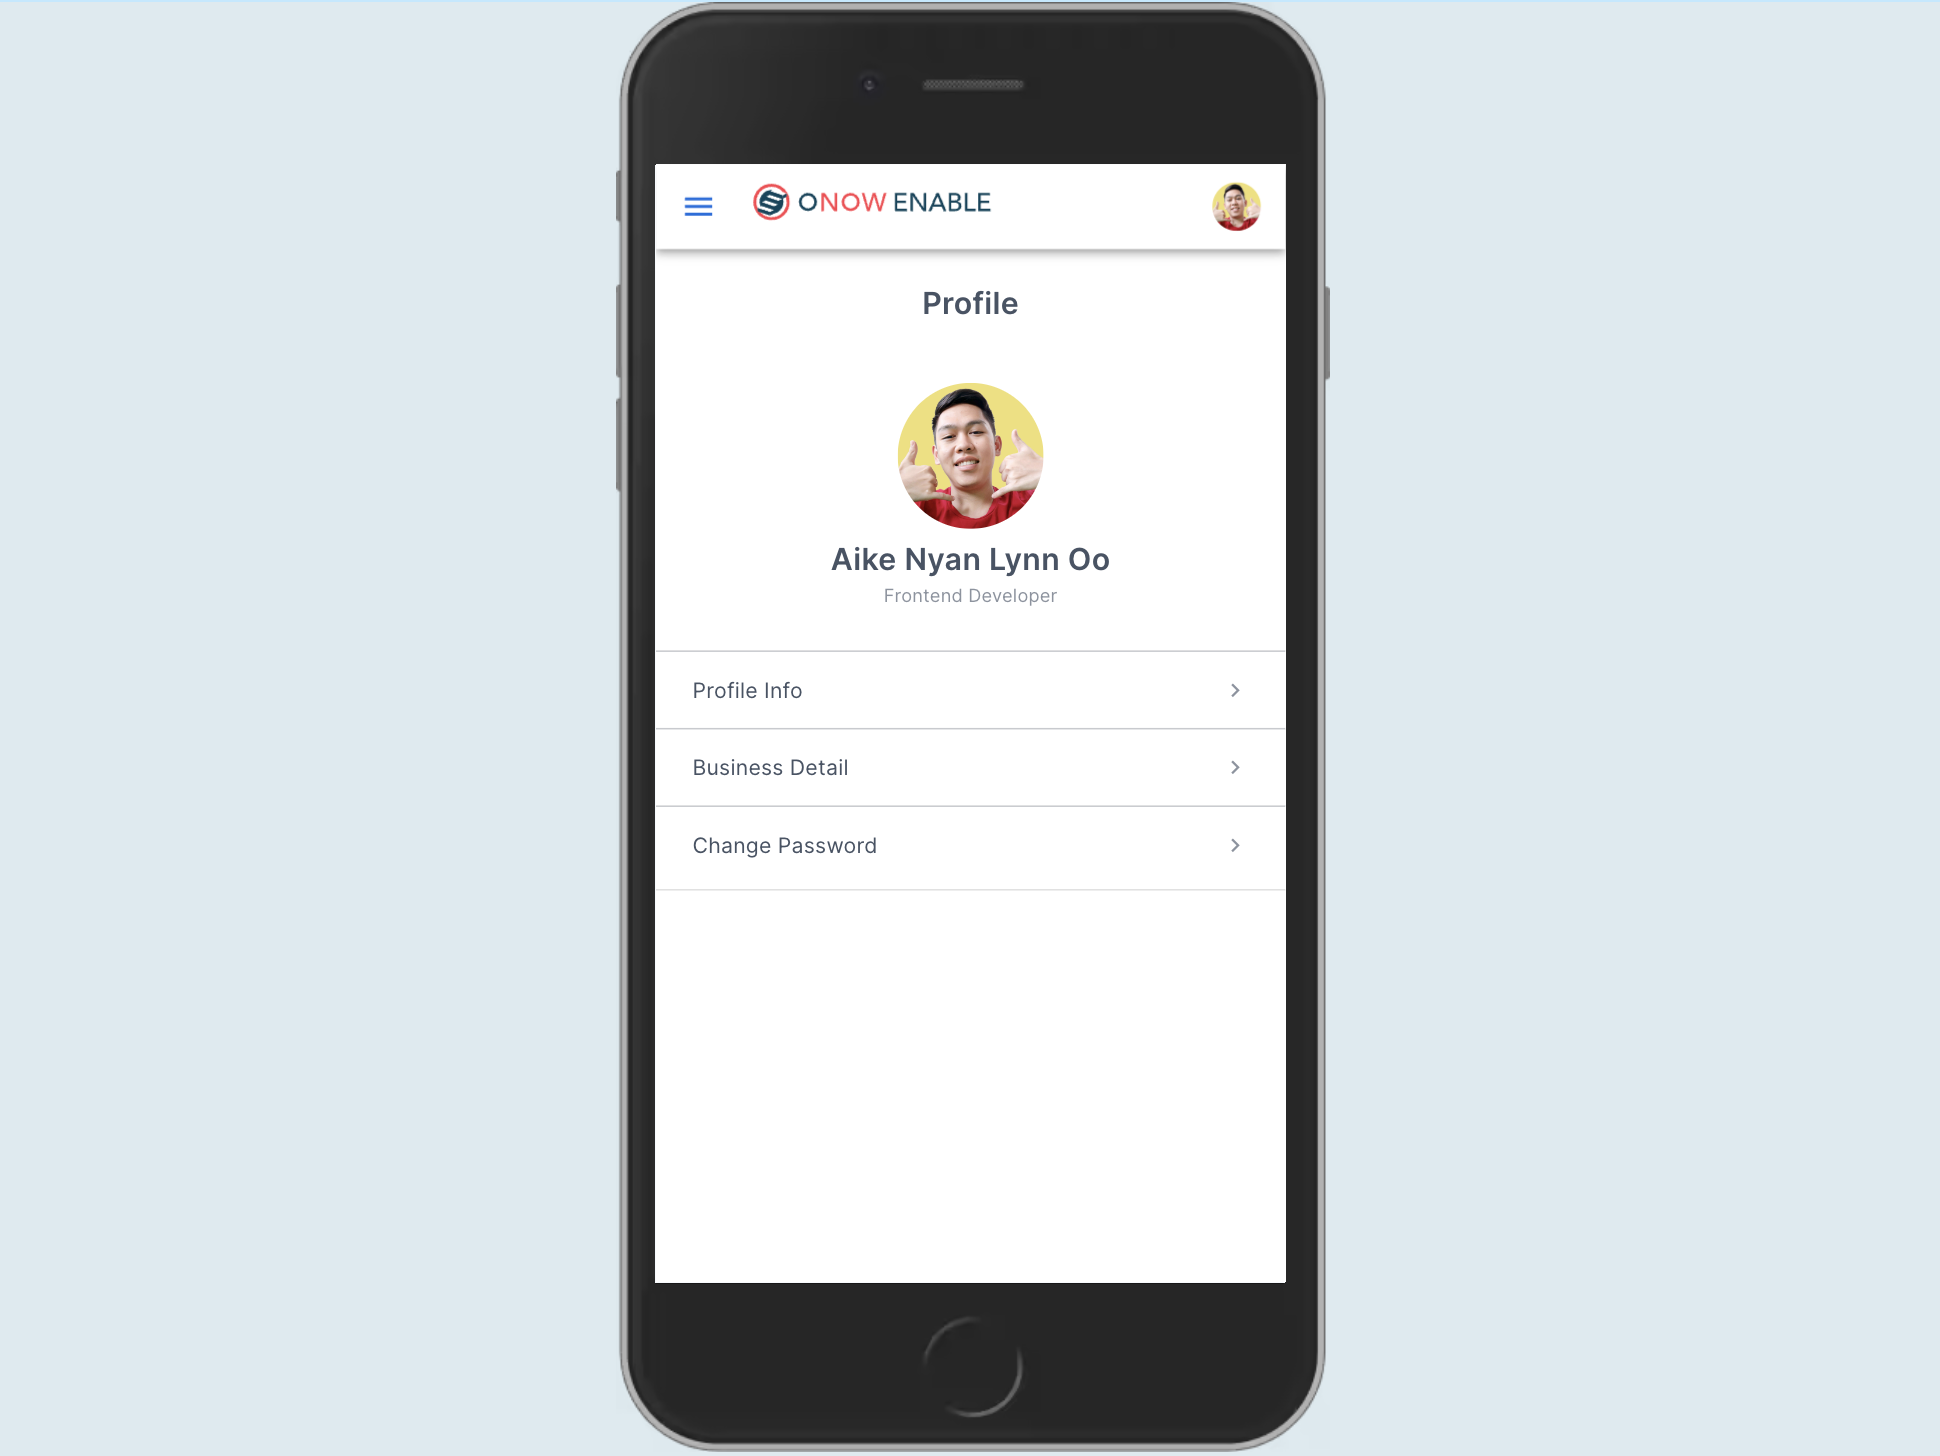 ONOW ENABLE
Profile
Aike Nyan Lynn Oo
Frontend Developer
Profile Info
Business Detail
Change Password